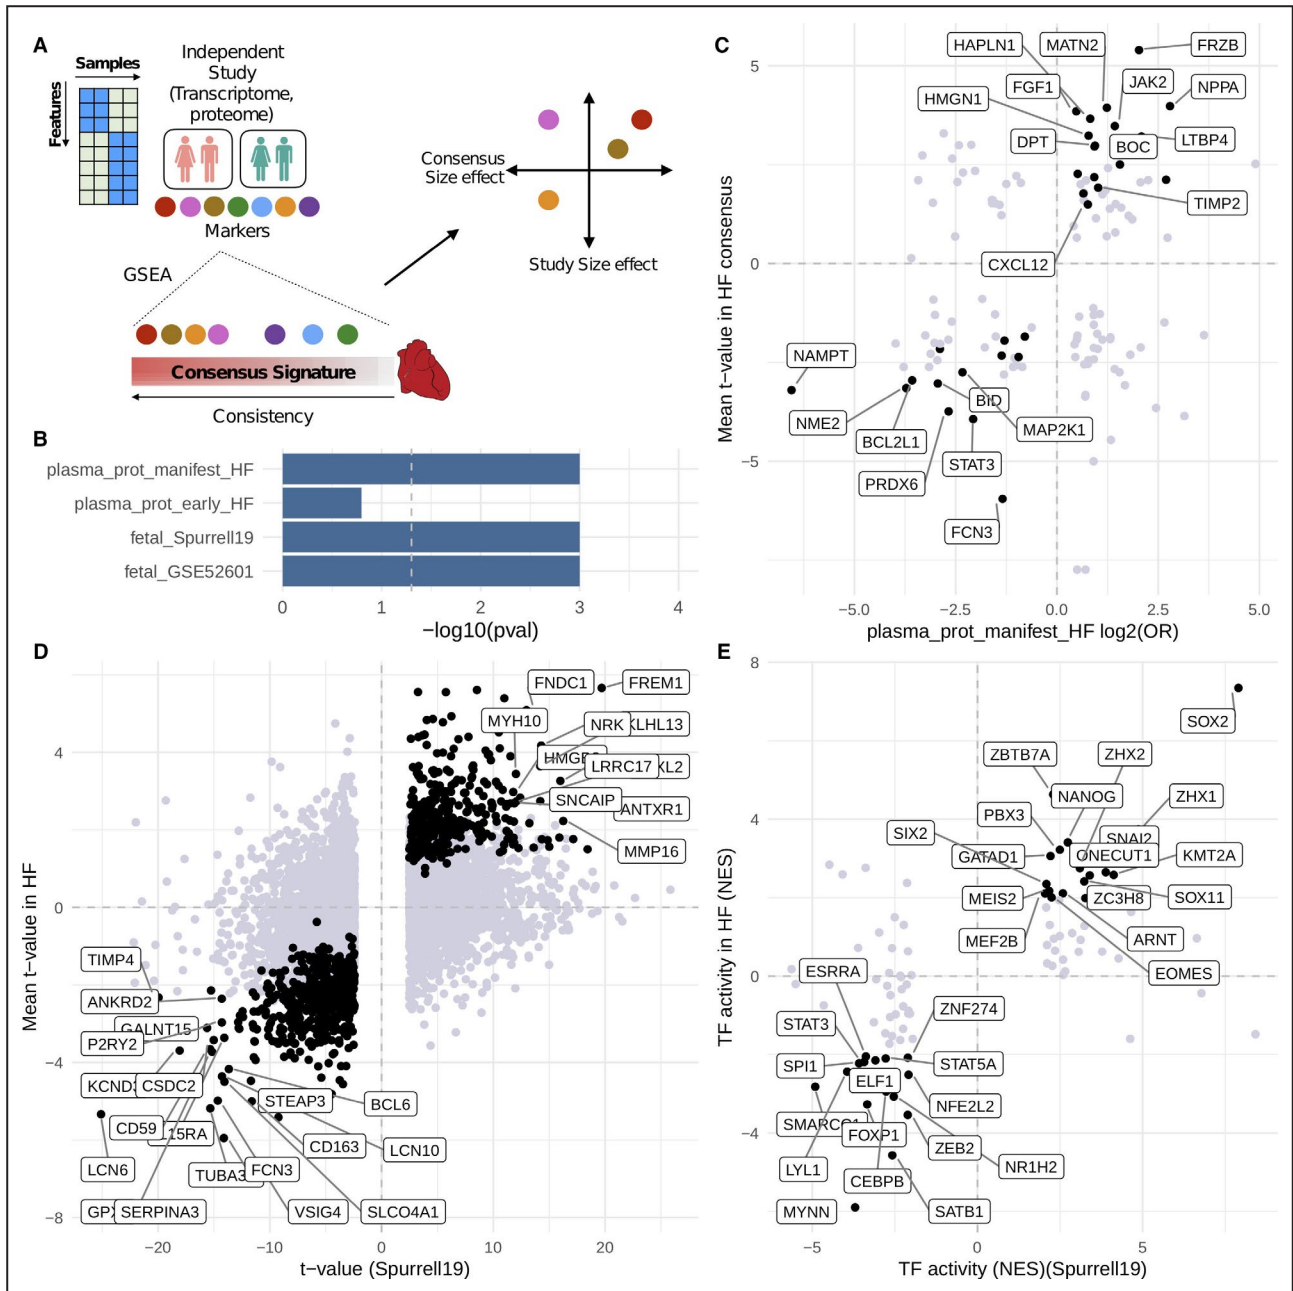 A
Samples
Features
Independent
Study
(Transcriptome,
proteome)
Markers
GSEA
Consensus Signature
Consistency
Consensus
Size effect
Study Size effect
B
plasma_prot_manifest_HF
plasma_prot_early_HF
fetal_Spurrell19
fetal_GSE52601
0
1
2
3
4
−log10(pval)
C
HAPLN1
MATN2
FRZB
FGF1
JAK2
NPPA
HMGN1
DPT
BOC
LTBP4
TIMP2
CXCL12
NAMPT
NME2
BID
BCL2L1
MAP2K1
STAT3
PRDX6
FCN3
5
0
−5
−5.0
−2.5
0.0
2.5
5.0
Mean t−value in HF consensus
plasma_prot_manifest_HF log2(OR)
D
FNDC1
FREM1
MYH10
NRK
KLHL13
LRRC17
SNCAIP
ANTXR1
MMP16
TIMP4
ANKRD2
GALNT15
P2RY2
CSDC2
CD59
LCN6
TUBA3
FCN3
SERPINA3
VSIG4
SLCO4A1
STEAP3
BCL6
CD163
LCN10
4
0
−4
−8
−20
−10
0
10
20
Mean t−value in HF
t−value (Spurrell19)
E
SOX2
ZBTB7A
ZHX2
NANOG
ZHX1
PBX3
SIX2
SNAI2
GATAD1
ONECUT1
KMT2A
MEIS2
ZC3H8
SOX11
MEF2B
ARNT
EOMES
ESRRA
ZNF274
STAT3
SPI1
STAT5A
ELF1
NFE2L2
FOXP1
ZEB2
LYL1
NR1H2
CEBPB
MYNN
SATB1
8
4
0
−4
−5
0
5
TF activity in HF (NES)
TF activity (NES)(Spurrell19)